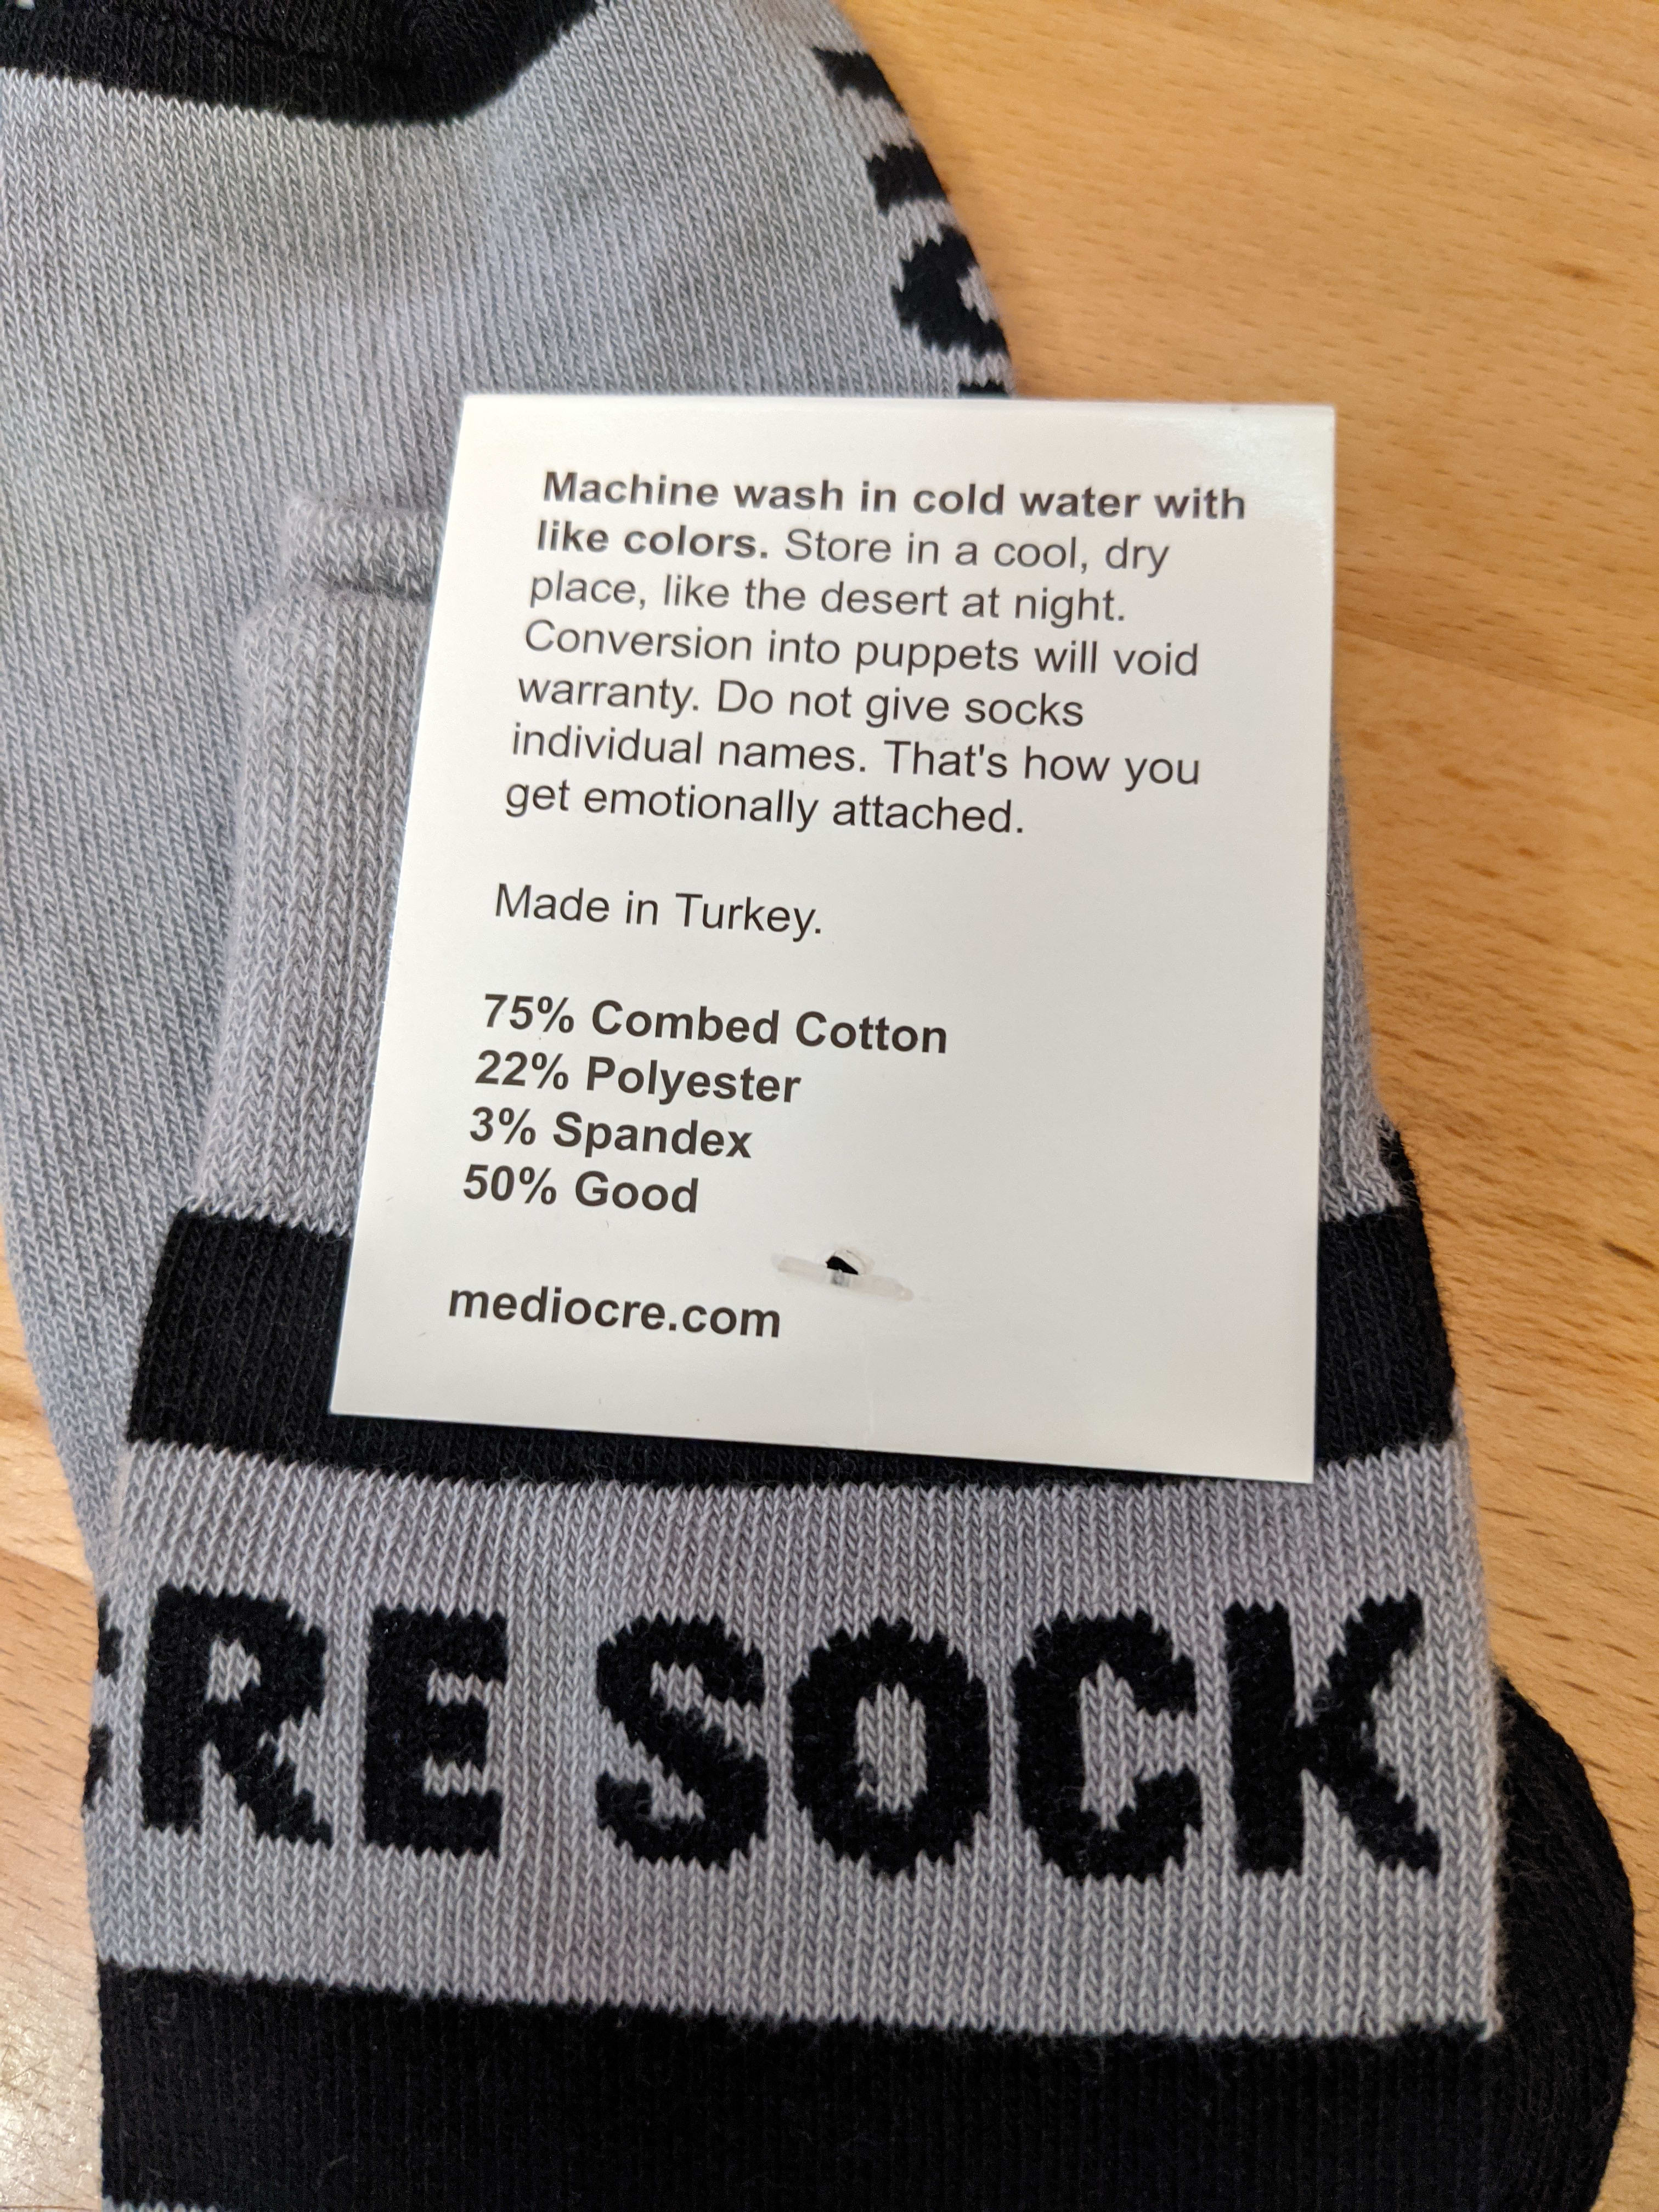 Machine wash in cold water with
like colors. Store in a cool, dry
place, like the desert at night.
Conversion into puppets will void
warranty. Do not give socks
individual names. That's how you
get emotionally attached.
Made in Turkey.
75% Combed Cotton
22% Polyester
3% Spandex
50% Good
mediocre.com
RE SOCK